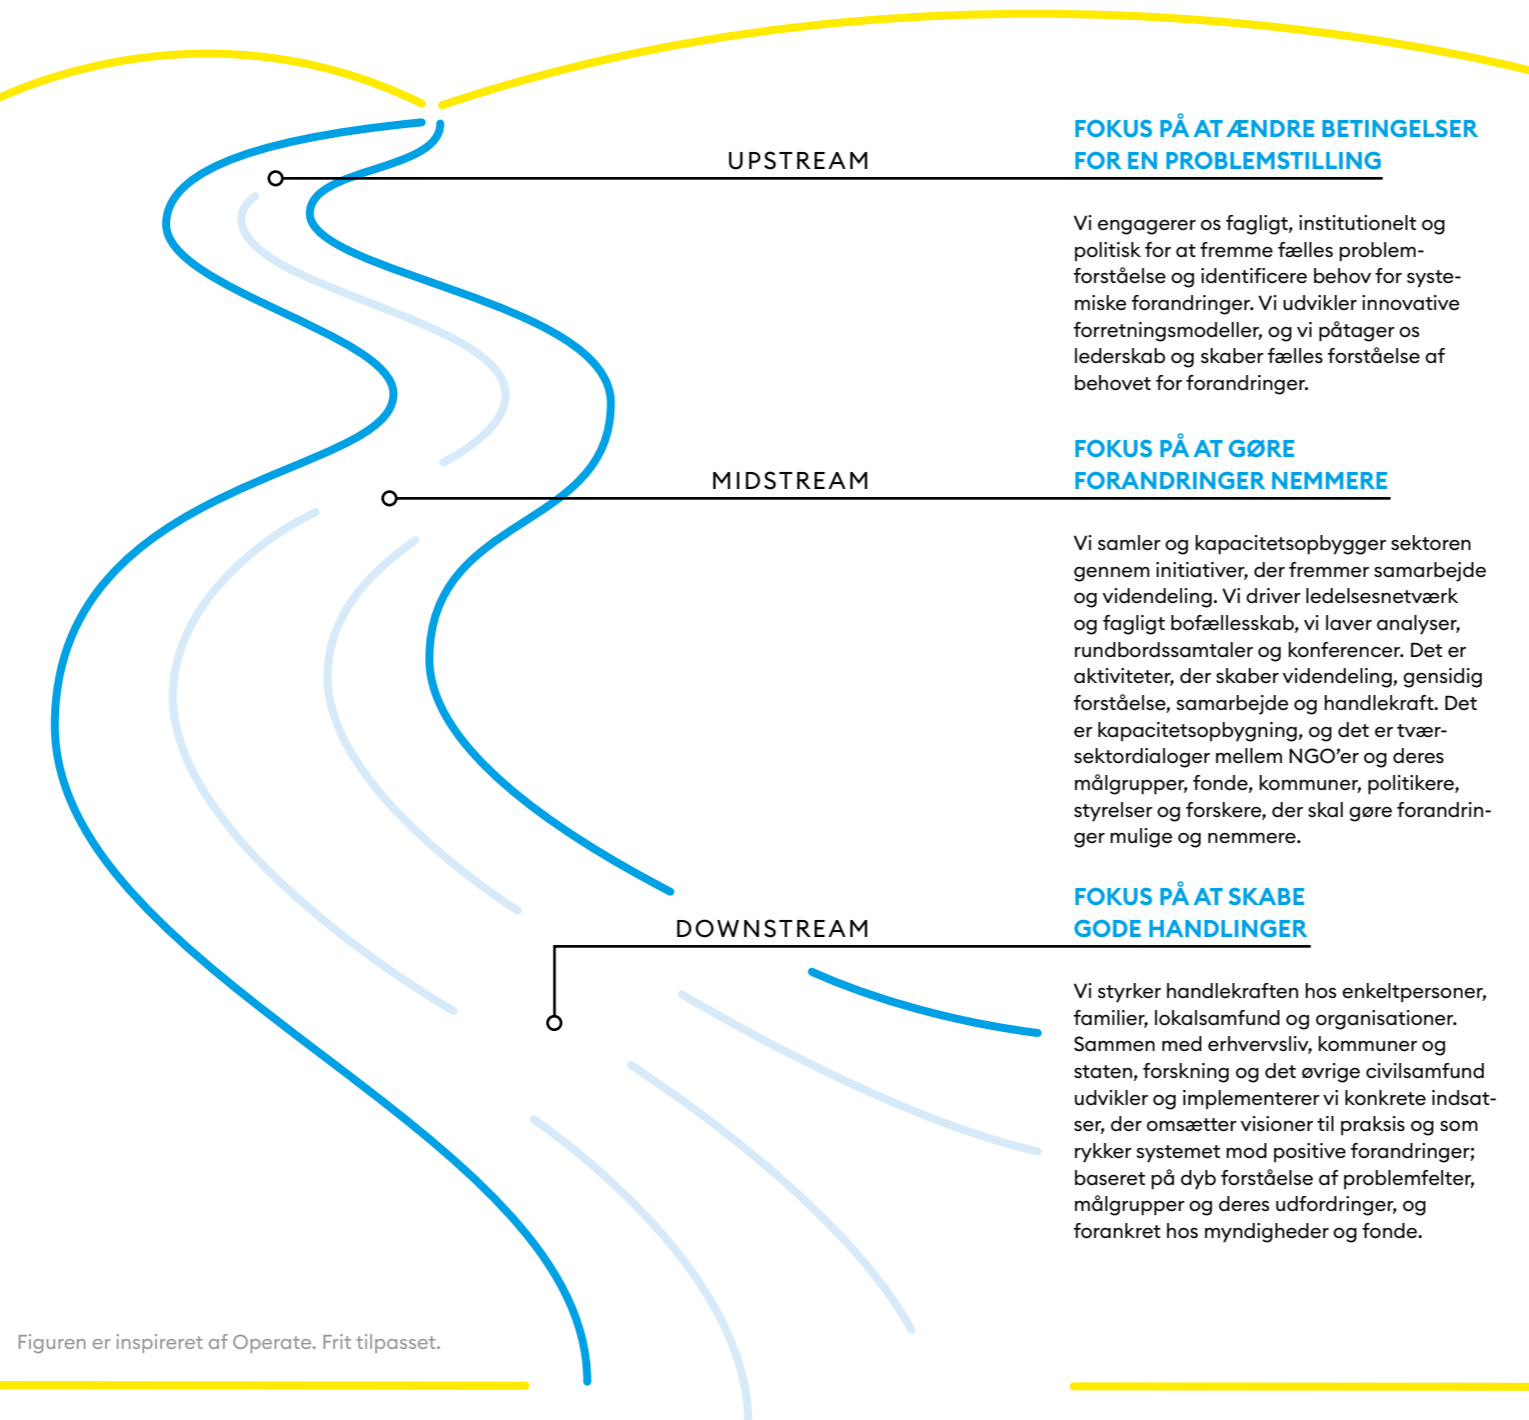 UPSTREAM
FOKUS PÅ AT ÆNDRE BETINGELSER
FOR EN PROBLEMSTILLING
Vi engagerer os fagligt, institutionelt og
politisk for at fremme fælles problem-
forståelse og identificere behov for syste-
miske forandringer. Vi udvikler innovative
forretningsmodeller, og vi påtager os
lederskab og skaber fælles forståelse af
behovet for forandringer.
MIDSTREAM
FOKUS PÅ AT GØRE
FORANDRINGER NEMMERE
Vi samler og kapacitetsopbygger sektoren
gennem initiativer, der fremmer samarbejde
og videndeling. Vi driver ledelsesnetværk
og fagligt bofællesskab, vi laver analyser,
rundbordssamtaler og konferencer. Det er
aktiviteter, der skaber videndeling, gensidig
forståelse, samarbejde og handlekraft. Det
er kapacitetsopbygning, og det er tvær-
sektordialoger mellem NGO’er og deres
målgrupper, fonde, kommuner, politikere,
styrelser og forskere, der skal gøre forandrin-
ger mulige og nemmere.
DOWNSTREAM
FOKUS PÅ AT SKABE
GODE HANDLINGER
Vi styrker handlekraften hos enkeltpersoner,
familier, lokalsamfund og organisationer.
Sammen med erhvervsliv, kommuner og
staten, forskning og det øvrige civilsamfund
udvikler og implementerer vi konkrete indsat-
ser, der omsætter visioner til praksis og som
rykker systemet mod positive forandringer;
baseret på dyb forståelse af problemfelter,
målgrupper og deres udfordringer, og
forankret hos myndigheder og fonde.
Figuren er inspireret af Operate. Frit tilpasset.